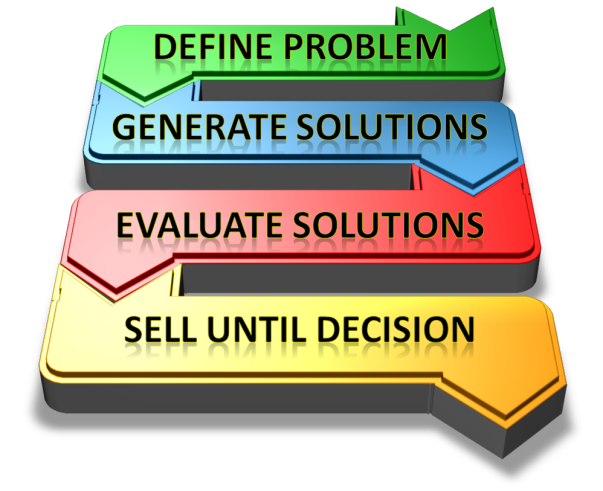 DEFINE PROBLEM
GENERATE SOLUTIONS
EVALUATE SOLUTIONS
SELL UNTIL DECISION